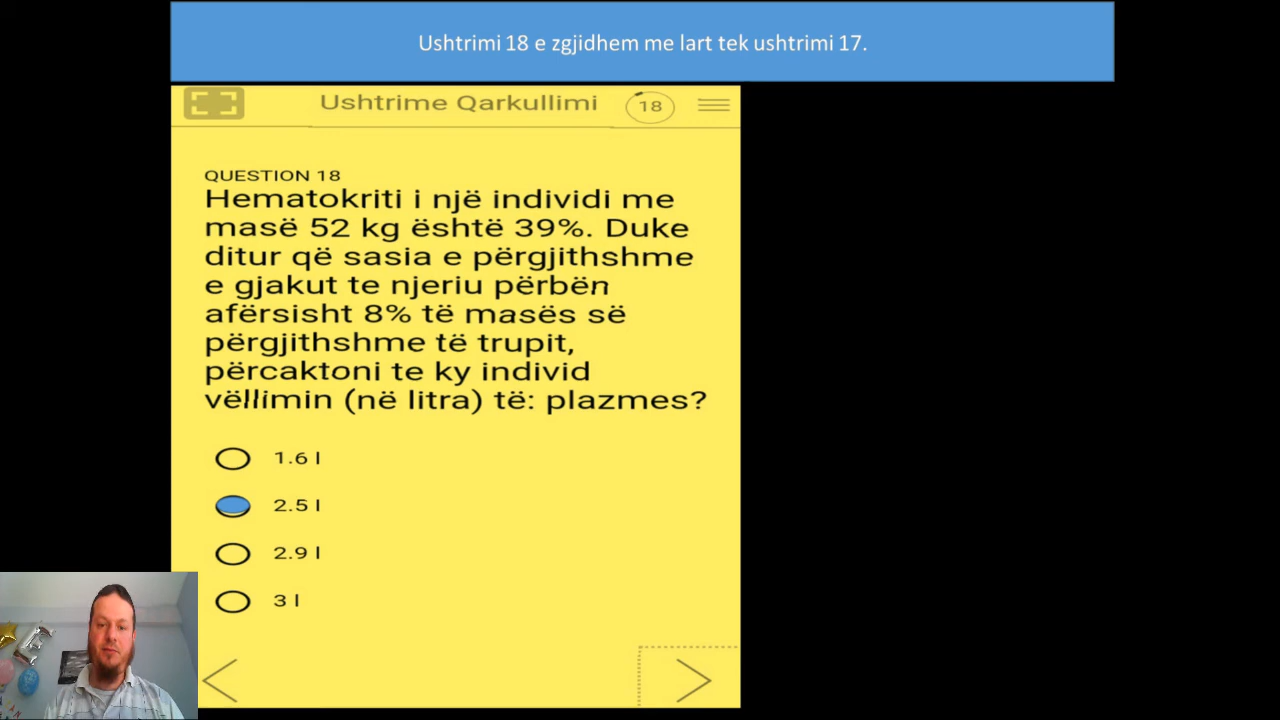 Ushtrimi 18 e zgjidhem me lart tek ushtrimi 17.
Ushtrime Qarkullimi
18
QUESTION 18
Hematokriti i një individi me
masë 52 kg është 39%. Duke
ditur që sasia e përgjithshme
e gjakut te njeriu përbën
afërsisht 8% të masës së
përgjithshme të trupit,
përcaktoni te ky individ
vëllimin (në litra) të: plazmes?
1.6 l
2.5 l
2.9 l
3 l